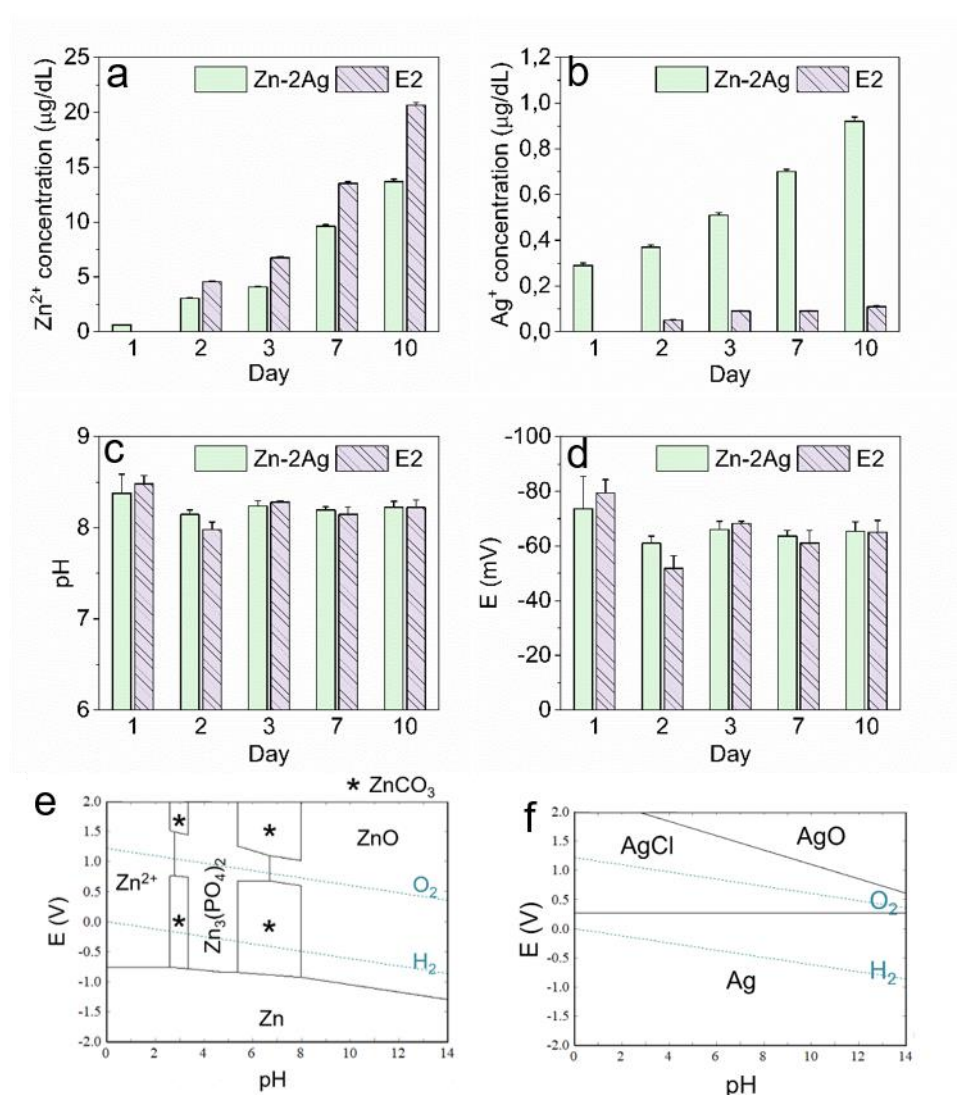 a
Zn-2Ag E2
Zn²⁺ concentration (μg/dL)
25
20
15
10
5
0
1 2 3 7 10
Day
b
Zn-2Ag E2
Ag⁺ concentration (μg/dL)
1,2
1,0
0,8
0,6
0,4
0,2
0,0
1 2 3 7 10
Day
c
Zn-2Ag E2
pH
9
8
7
6
1 2 3 7 10
Day
d
Zn-2Ag E2
E (mV)
-100
-80
-60
-40
-20
0
1 2 3 7 10
Day
* ZnCO₃
e
E (V)
2.0
1.5
1.0
0.5
0.0
-0.5
-1.0
-1.5
-2.0
* *
ZnO
Zn²⁺
Zn₃(PO₄)₂
O₂
* *
H₂
Zn
0 2 4 6 8 10 12 14
pH
f
E (V)
2.0
1.5
1.0
0.5
0.0
-0.5
-1.0
-1.5
-2.0
AgCl
AgO
O₂
H₂
Ag
0 2 4 6 8 10 12 14
pH